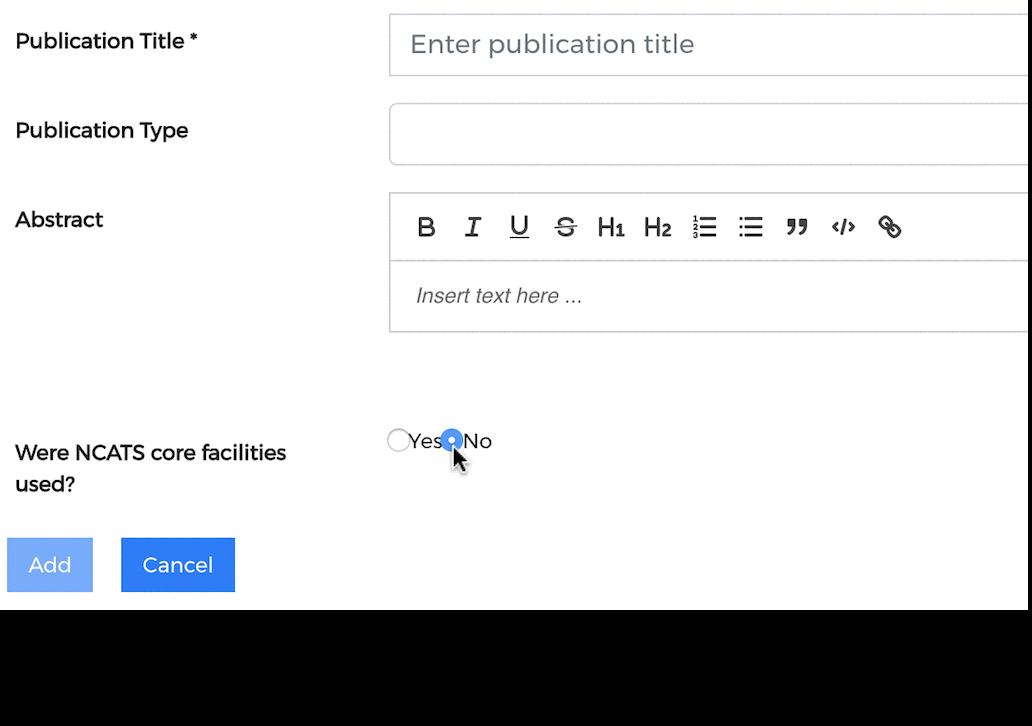 Publication Title *
Enter publication title
Publication Type
Abstract
B I U S H1 H2
Insert text here ...
Were NCATS core facilities
used?
Yes No
Add Cancel